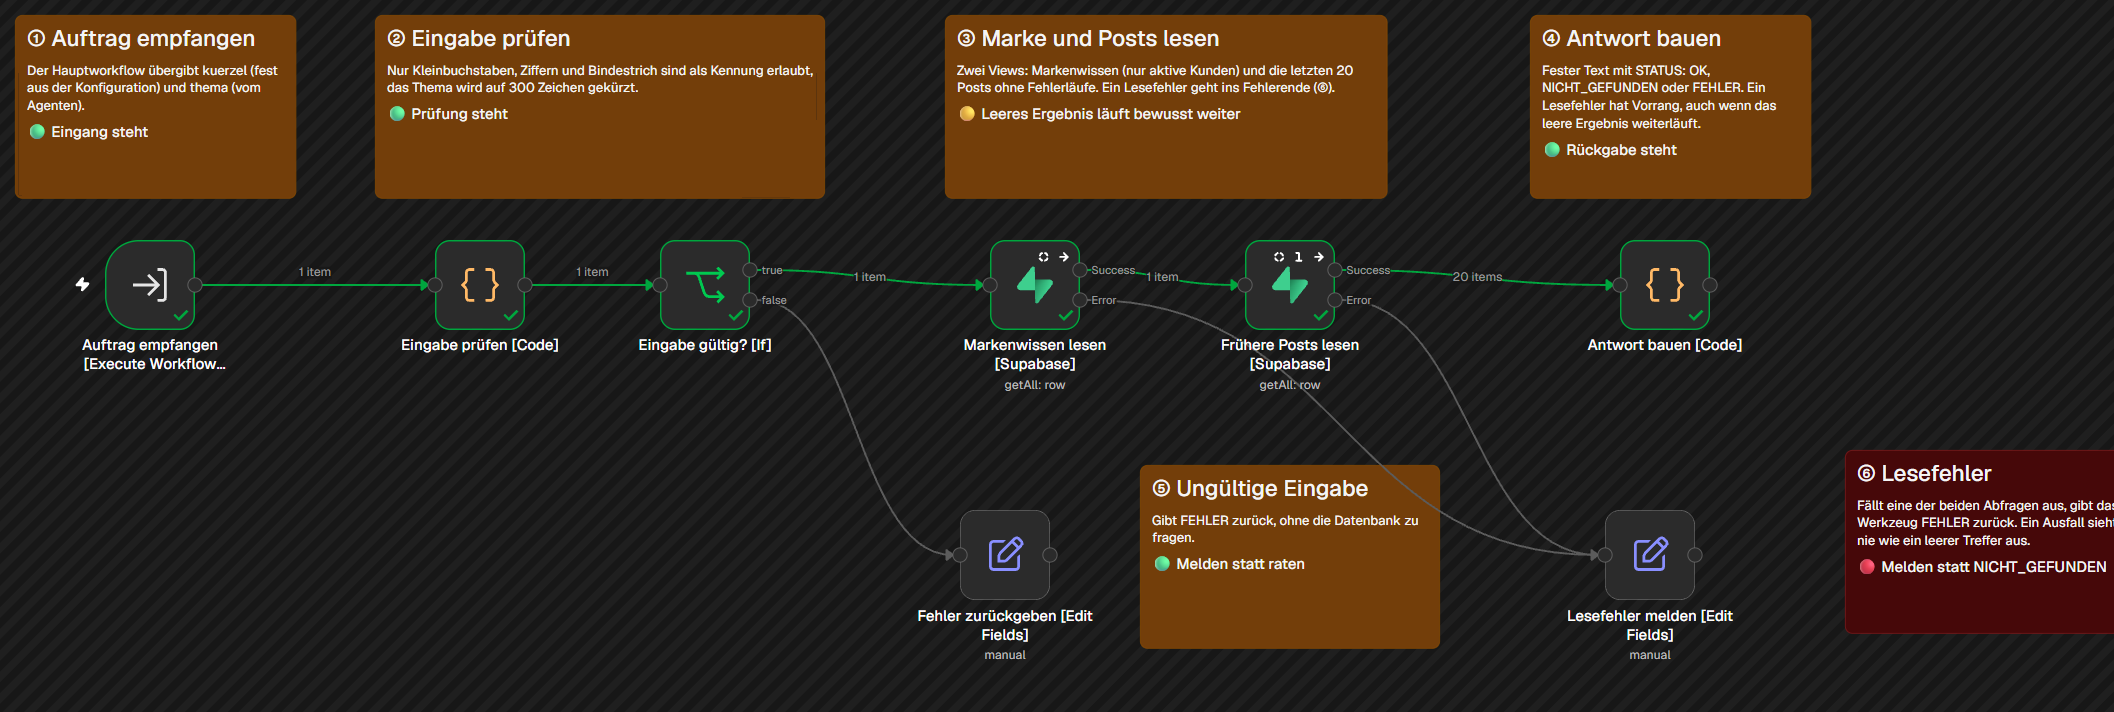 ① Auftrag empfangen
Der Hauptworkflow übergibt kuerzel (fest
aus der Konfiguration) und thema (vom
Agenten).
Eingang steht
② Eingabe prüfen
Nur Kleinbuchstaben, Ziffern und Bindestrich sind als Kennung erlaubt,
das Thema wird auf 300 Zeichen gekürzt.
Prüfung steht
③ Marke und Posts lesen
Zwei Views: Markenwissen (nur aktive Kunden) und die letzten 20
Posts ohne Fehlerläufe. Ein Lesefehler geht ins Fehlerende (⑥).
Leeres Ergebnis läuft bewusst weiter
④ Antwort bauen
Fester Text mit STATUS: OK,
NICHT_GEFUNDEN oder FEHLER. Ein
Lesefehler hat Vorrang, auch wenn das
leere Ergebnis weiterläuft.
Rückgabe steht
1 item
1 item
true
false
1 item
Success
Error
1 item
1
Success
Error
20 items
Auftrag empfangen
[Execute Workflow...
Eingabe prüfen [Code]
Eingabe gültig? [If]
Markenwissen lesen
[Supabase]
getAll: row
Frühere Posts lesen
[Supabase]
getAll: row
Antwort bauen [Code]
⑤ Ungültige Eingabe
Gibt FEHLER zurück, ohne die Datenbank zu
fragen.
Melden statt raten
⑥ Lesefehler
Fällt eine der beiden Abfragen aus, gibt das
Werkzeug FEHLER zurück. Ein Ausfall sieht
nie wie ein leerer Treffer aus.
Melden statt NICHT_GEFUNDEN
Fehler zurückgeben [Edit
Fields]
manual
Lesefehler melden [Edit
Fields]
manual